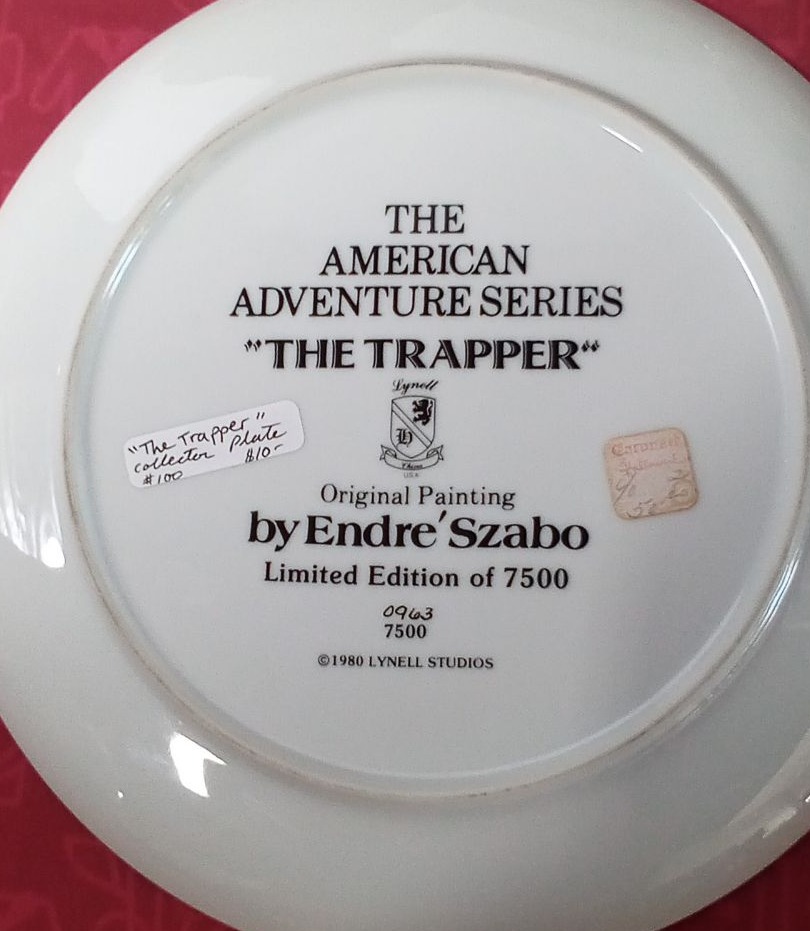 THE
AMERICAN
ADVENTURE SERIES
"THE TRAPPER"
Lynell
H
China
U.S.A.
"The Trapper"
collector plate
#100 $10-
Original Painting
by Endre' Szabo
Limited Edition of 7500
0963
7500
©1980 LYNELL STUDIOS